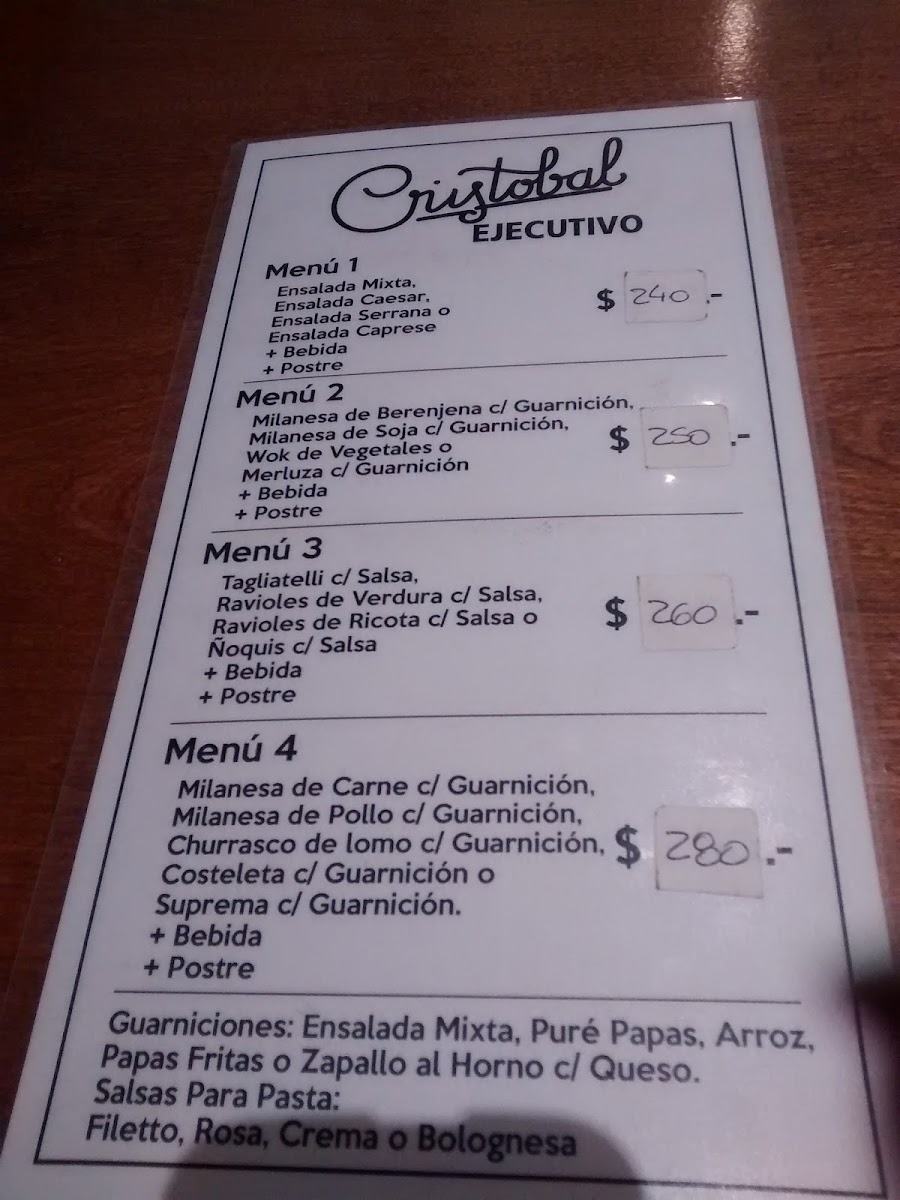 Cristobal
EJECUTIVO
Menú 1
Ensalada Mixta,
Ensalada Caesar,
Ensalada Serrana o
Ensalada Caprese
+ Bebida
+ Postre
$ 240.-
Menú 2
Milanesa de Berenjena c/ Guarnición,
Milanesa de Soja c/ Guarnición,
Wok de Vegetales o
Merluza c/ Guarnición
+ Bebida
+ Postre
$ 250.-
Menú 3
Tagliatelli c/ Salsa,
Ravioles de Verdura c/ Salsa,
Ravioles de Ricota c/ Salsa o
Ñoquis c/ Salsa
+ Bebida
+ Postre
$ 260.-
Menú 4
Milanesa de Carne c/ Guarnición,
Milanesa de Pollo c/ Guarnición,
Churrasco de lomo c/ Guarnición,
Costeleta c/ Guarnición o
Suprema c/ Guarnición.
+ Bebida
+ Postre
$ 280.-
Guarniciones: Ensalada Mixta, Puré Papas, Arroz,
Papas Fritas o Zapallo al Horno c/ Queso.
Salsas Para Pasta:
Filetto, Rosa, Crema o Bolognesa